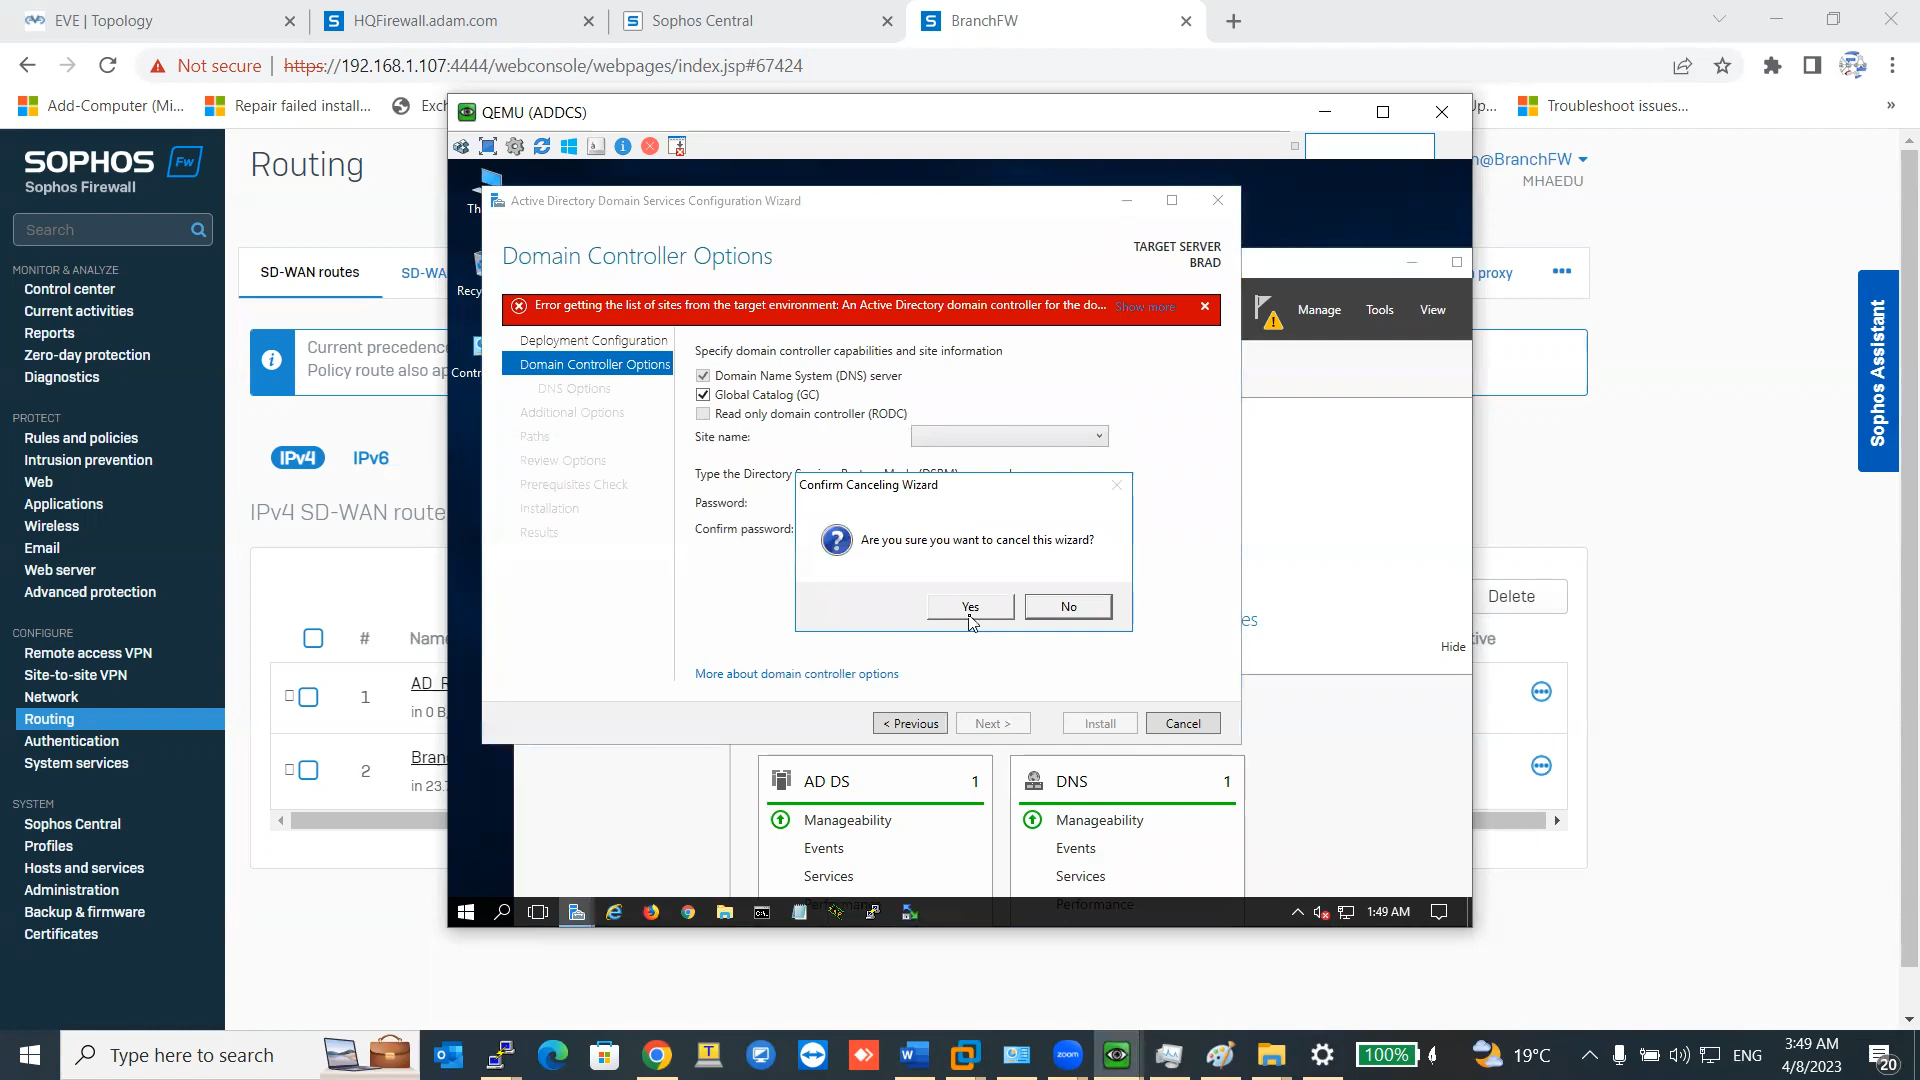 EVE | Topology
HQFirewall.adam.com
Sophos Central
BranchFW
Not secure
https://192.168.1.107:4444/webconsole/webpages/index.jsp#67424
Add-Computer (Mi...
Repair failed install...
Troubleshoot issues...
»
QEMU (ADDCS)
SOPHOS
Fw
Sophos Firewall
Search
MONITOR & ANALYZE
Control center
Current activities
Reports
Zero-day protection
Diagnostics
PROTECT
Rules and policies
Intrusion prevention
Web
Applications
Wireless
Email
Web server
Advanced protection
CONFIGURE
Remote access VPN
Site-to-site VPN
Network
Routing
Authentication
System services
SYSTEM
Sophos Central
Profiles
Hosts and services
Administration
Backup & firmware
Certificates
Routing
@BranchFW
MHAEDU
SD-WAN routes
SD-WA
proxy
Current precedenc
Policy route also ap
IPv4
IPv6
IPv4 SD-WAN route
Delete
# Nam
1
AD_R
in 0 B
2
Bran
in 23.
Sophos Assistant
Active Directory Domain Services Configuration Wizard
Domain Controller Options
TARGET SERVER
BRAD
Error getting the list of sites from the target environment: An Active Directory domain controller for the do...
Show more
Deployment Configuration
Domain Controller Options
DNS Options
Additional Options
Paths
Review Options
Prerequisites Check
Installation
Results
Specify domain controller capabilities and site information
Domain Name System (DNS) server
Global Catalog (GC)
Read only domain controller (RODC)
Site name:
Type the Directory
Password:
Confirm password:
Confirm Canceling Wizard
Are you sure you want to cancel this wizard?
Yes
No
More about domain controller options
< Previous
Next >
Install
Cancel
Manage
Tools
View
Hide
AD DS 1
Manageability
Events
Services
DNS 1
Manageability
Events
Services
Performance
1:49 AM
Type here to search
100%
19°C
ENG
3:49 AM
4/8/2023
20